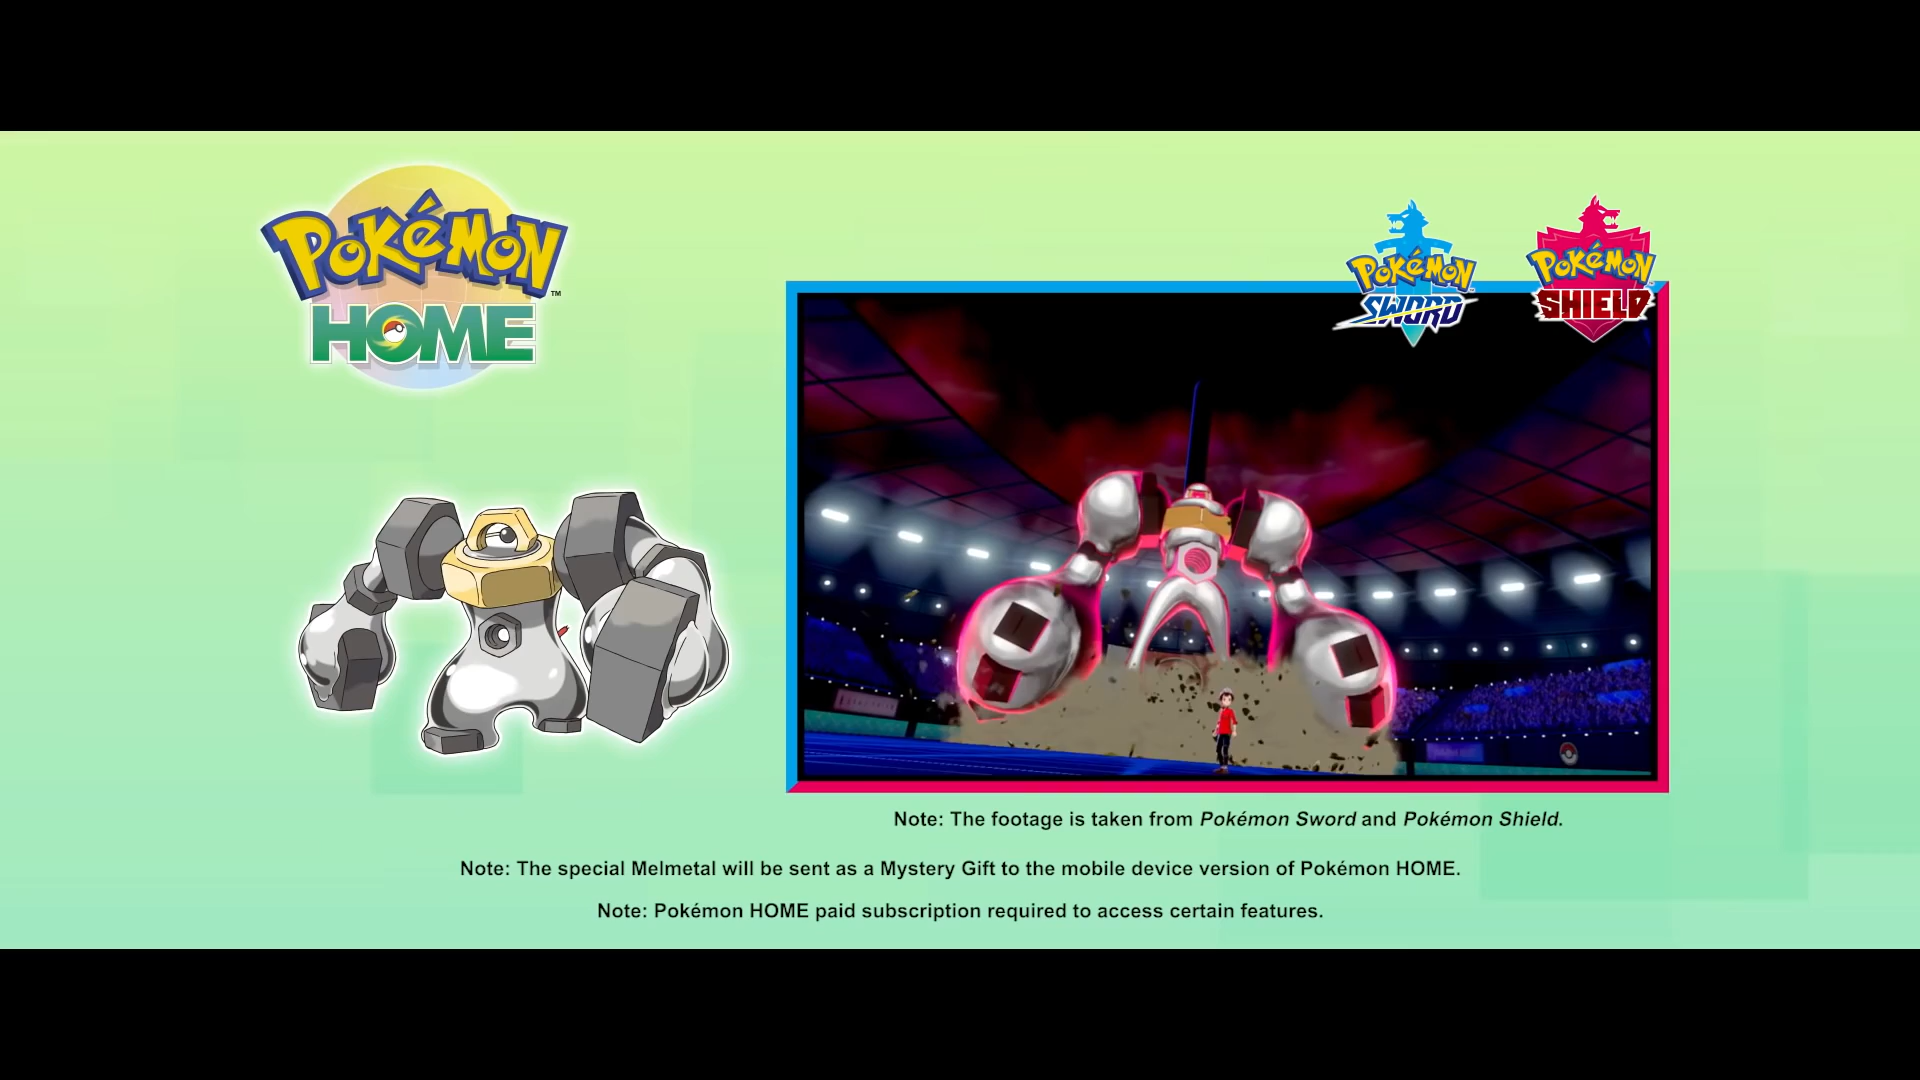 POKéMON
TM
HOME
POKéMON
SWORD
POKéMON
SHIELD
Note: The footage is taken from Pokémon Sword and Pokémon Shield.
Note: The special Melmetal will be sent as a Mystery Gift to the mobile device version of Pokémon HOME.
Note: Pokémon HOME paid subscription required to access certain features.